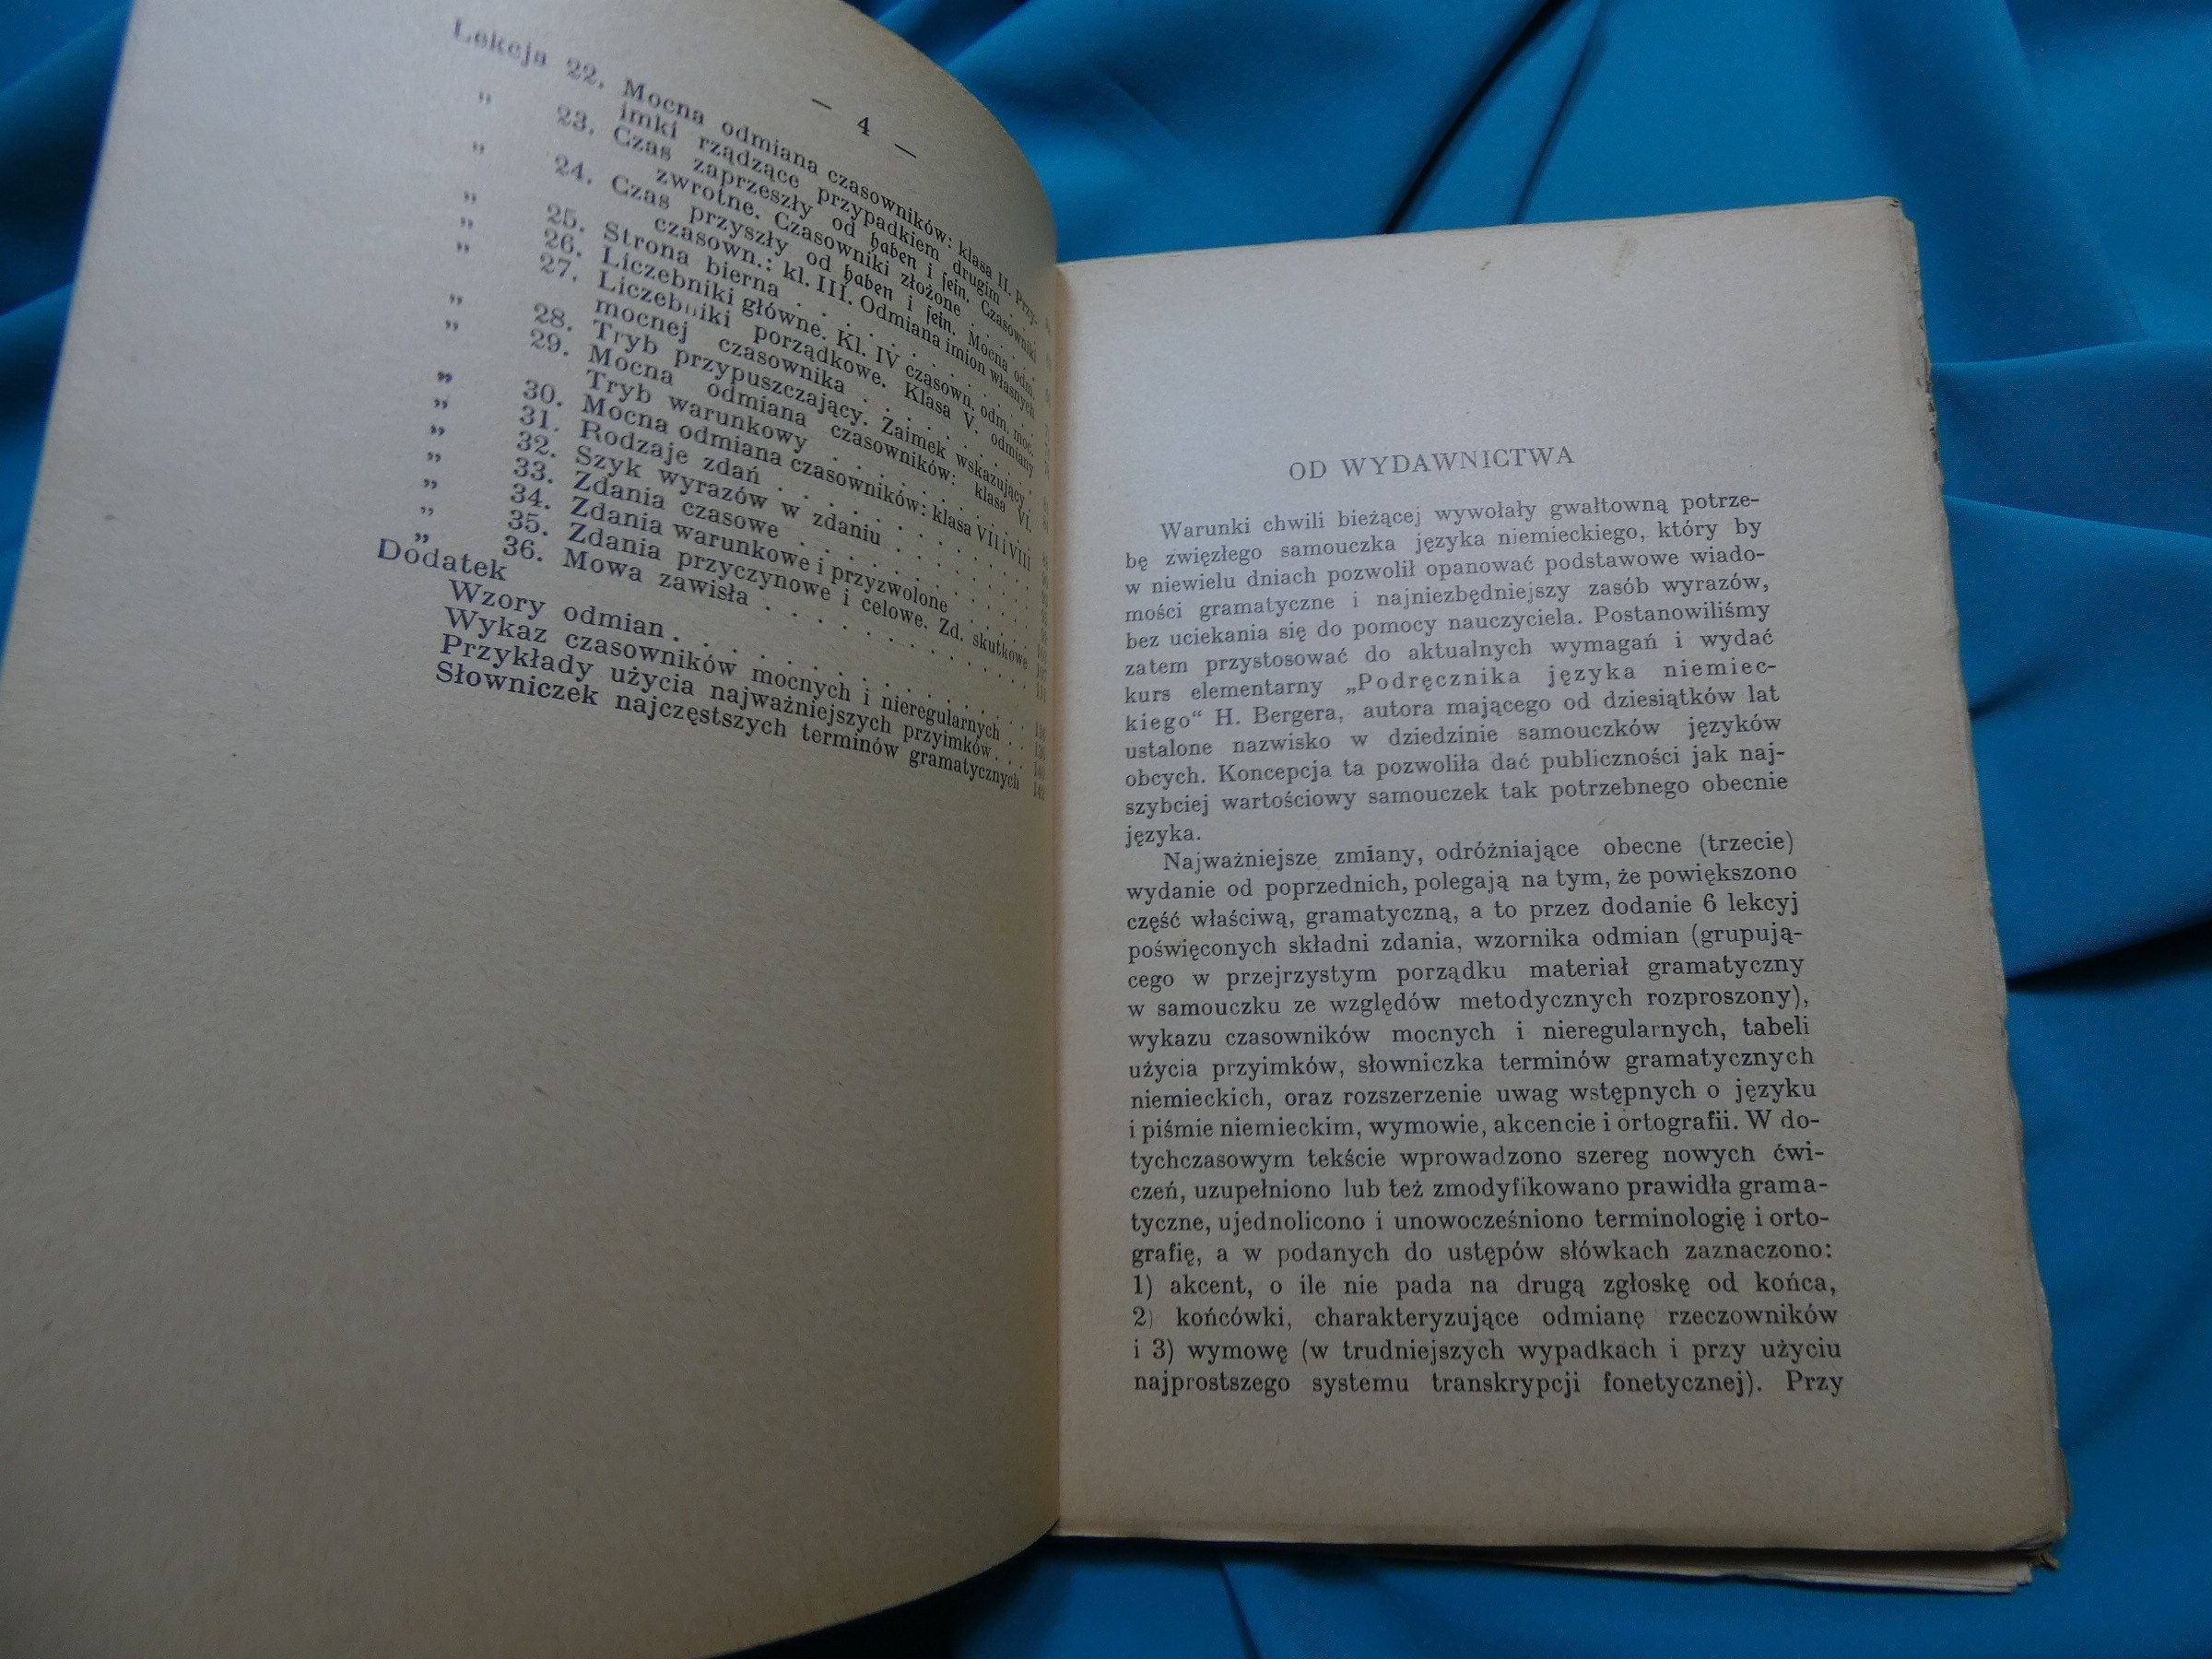 — 4 —
Lekcja 22. Mocna odmiana czasowników: klasa II. Przy-
imki rządzące przypadkiem drugim . .
„ 23. Czas zaprzeszły od haben i sein. Czasowniki
zwrotne. Czasowniki złożone . . . .
„ 24. Czas przyszły od haben i sein. Mocna odm.
czasown.: kl. III. Odmiana imion własnych
„ 25. Strona bierna . . . . . . . . .
„ 26. Liczebniki główne. Kl. IV czasown. odm. moc.
„ 27. Liczebniki porządkowe. Klasa V. odmiany
mocnej czasownika . . . . . . . .
„ 28. Tryb przypuszczający. Zaimek wskazujący .
„ 29. Mocna odmiana czasowników: klasa VI.
Tryb warunkowy . . . . . . . . .
„ 30. Mocna odmiana czasowników: klasa VII i VIII
„ 31. Rodzaje zdań . . . . . . . . .
„ 32. Szyk wyrazów w zdaniu . . . . . .
„ 33. Zdania czasowe . . . . . . . . .
„ 34. Zdania warunkowe i przyzwolone . . . .
„ 35. Zdania przyczynowe i celowe. Zd. skutkowe
„ 36. Mowa zawisła . . . . . . . . .
Dodatek
Wzory odmian . . . . . . . . . . .
Wykaz czasowników mocnych i nieregularnych . .
Przykłady użycia najważniejszych przyimków . . .
Słowniczek najczęstszych terminów gramatycznych
OD WYDAWNICTWA
Warunki chwili bieżącej wywołały gwałtowną potrze-
bę zwięzłego samouczka języka niemieckiego, który by
w niewielu dniach pozwolił opanować podstawowe wiado-
mości gramatyczne i najniezbędniejszy zasób wyrazów,
bez uciekania się do pomocy nauczyciela. Postanowiliśmy
zatem przystosować do aktualnych wymagań i wydać
kurs elementarny „Podręcznika języka niemiec-
kiego“ H. Bergera, autora mającego od dziesiątków lat
ustalone nazwisko w dziedzinie samouczków języków
obcych. Koncepcja ta pozwoliła dać publiczności jak naj-
szybciej wartościowy samouczek tak potrzebnego obecnie
języka.
Najważniejsze zmiany, odróżniające obecne (trzecie)
wydanie od poprzednich, polegają na tym, że powiększono
część właściwą, gramatyczną, a to przez dodanie 6 lekcyj
poświęconych składni zdania, wzornika odmian (grupują-
cego w przejrzystym porządku materiał gramatyczny
w samouczku ze względów metodycznych rozproszony),
wykazu czasowników mocnych i nieregularnych, tabeli
użycia przyimków, słowniczka terminów gramatycznych
niemieckich, oraz rozszerzenie uwag wstępnych o języku
i piśmie niemieckim, wymowie, akcencie i ortografii. W do-
tychczasowym tekście wprowadzono szereg nowych ćwi-
czeń, uzupełniono lub też zmodyfikowano prawidła grama-
tyczne, ujednolicono i unowocześniono terminologię i orto-
grafię, a w podanych do ustępów słówkach zaznaczono:
1) akcent, o ile nie pada na drugą zgłoskę od końca,
2) końcówki, charakteryzujące odmianę rzeczowników
i 3) wymowę (w trudniejszych wypadkach i przy użyciu
najprostszego systemu transkrypcji fonetycznej). Przy